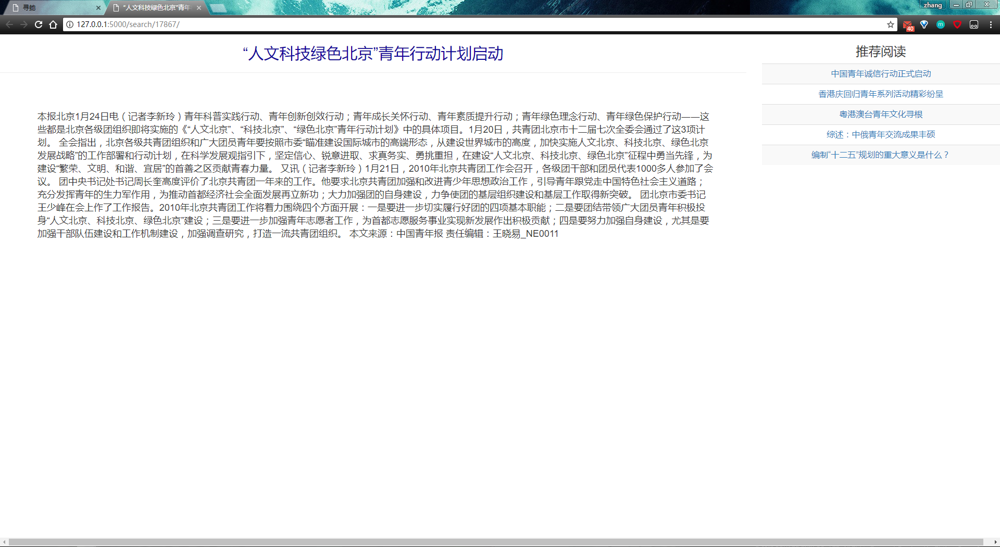 寻她
“人文科技绿色北京”青年
zhang
127.0.0.1:5000/search/17867/
40
“人文科技绿色北京”青年行动计划启动
本报北京1月24日电（记者李新玲）青年科普实践行动、青年创新创效行动；青年成长关怀行动、青年素质提升行动；青年绿色理念行动、青年绿色保护行动——这
些都是北京各级团组织即将实施的《“人文北京”、“科技北京”、“绿色北京”青年行动计划》中的具体项目。1月20日，共青团北京市十二届七次全委会通过了这3项计
划。 全会指出，北京各级共青团组织和广大团员青年要按照市委“瞄准建设国际城市的高端形态，从建设世界城市的高度，加快实施人文北京、科技北京、绿色北京
发展战略”的工作部署和行动计划，在科学发展观指引下，坚定信心、锐意进取、求真务实、勇挑重担，在建设“人文北京、科技北京、绿色北京”征程中勇当先锋，为
建设“繁荣、文明、和谐、宜居”的首善之区贡献青春力量。 又讯（记者李新玲）1月21日，2010年北京共青团工作会召开，各级团干部和团员代表1000多人参加了会
议。 团中央书记处书记周长奎高度评价了北京共青团一年来的工作。他要求北京共青团加强和改进青少年思想政治工作，引导青年跟党走中国特色社会主义道路；
充分发挥青年的生力军作用，为推动首都经济社会全面发展再立新功；大力加强团的自身建设，力争使团的基层组织建设和基层工作取得新突破。 团北京市委书记
王少峰在会上作了工作报告。2010年北京共青团工作将着力围绕四个方面开展：一是要进一步切实履行好团的四项基本职能；二是要团结带领广大团员青年积极投
身“人文北京、科技北京、绿色北京”建设；三是要进一步加强青年志愿者工作，为首都志愿服务事业实现新发展作出积极贡献；四是要努力加强自身建设，尤其是要
加强干部队伍建设和工作机制建设，加强调查研究，打造一流共青团组织。 本文来源：中国青年报 责任编辑：王晓易_NE0011
推荐阅读
中国青年诚信行动正式启动
香港庆回归青年系列活动精彩纷呈
粤港澳台青年文化寻根
综述：中俄青年交流成果丰硕
编制“十二五”规划的重大意义是什么？